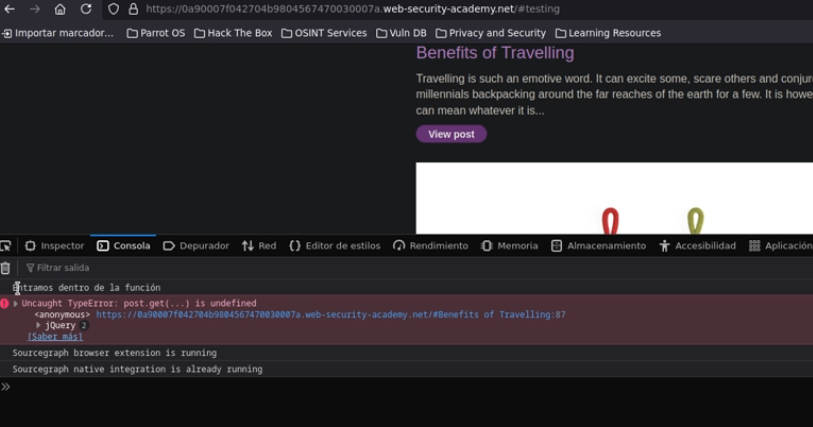 https://0a90007f042704b9804567470030007a.web-security-academy.net/#testing
Importar marcador... Parrot OS Hack The Box OSINT Services Vuln DB Privacy and Security Learning Resources
Benefits of Travelling
Travelling is such an emotive word. It can excite some, scare others and conjur
millennials backpacking around the far reaches of the earth for a few. It is howe
can mean whatever it is...
View post
Inspector Consola Depurador Red Editor de estilos Rendimiento Memoria Almacenamiento Accesibilidad Aplicación
Filtrar salida
Entramos dentro de la función
Uncaught TypeError: post.get(...) is undefined
<anonymous> https://0a90007f042704b9804567470030007a.web-security-academy.net/#Benefits of Travelling:87
jQuery 2
[Saber más]
Sourcegraph browser extension is running
Sourcegraph native integration is already running